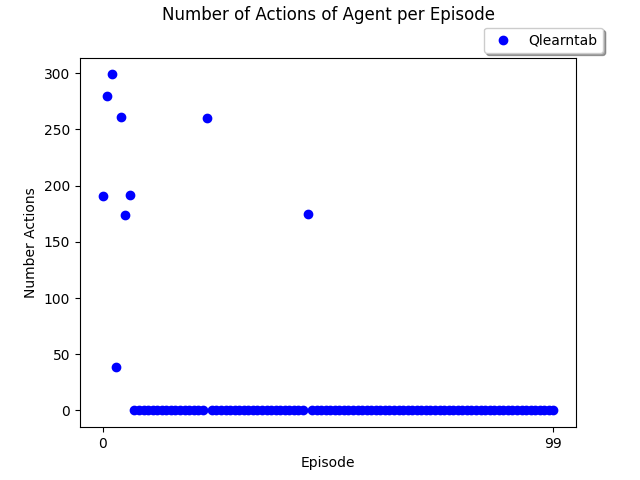 Number of Actions of Agent per Episode
Qlearntab
300
250
200
150
100
50
0
Number Actions
0
99
Episode